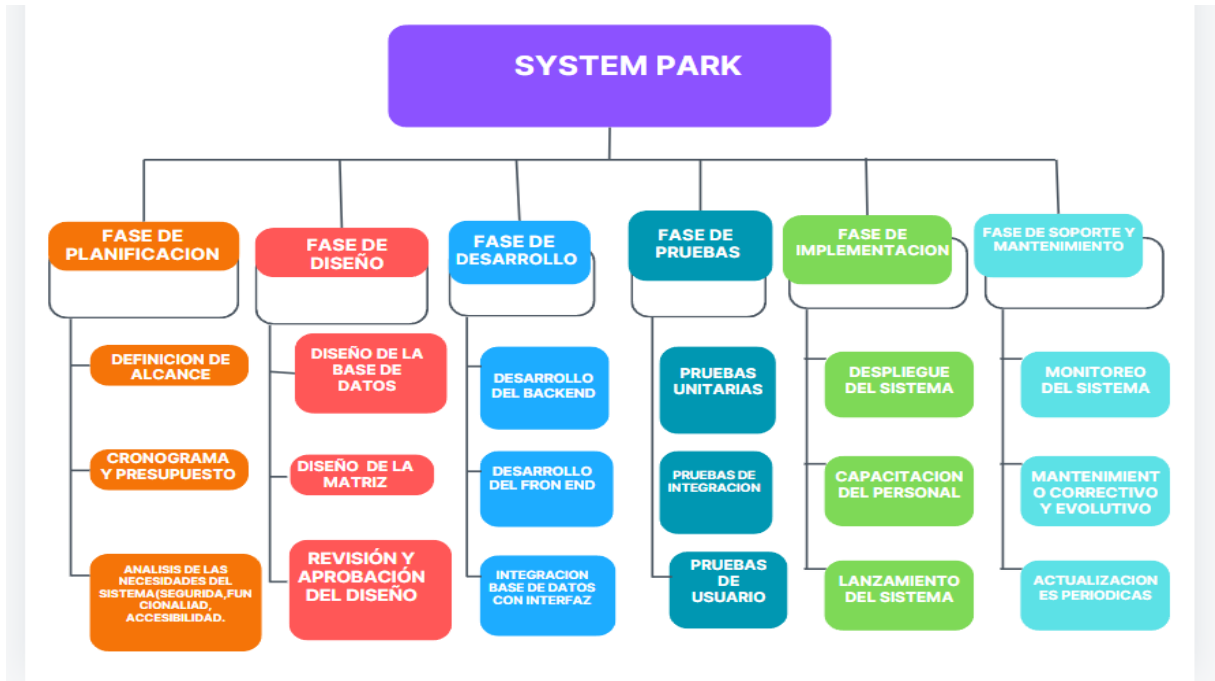 SYSTEM PARK
FASE DE
PLANIFICACION
DEFINICION DE
ALCANCE
CRONOGRAMA
Y PRESUPUESTO
ANALISIS DE LAS
NECESIDADES DEL
SISTEMA(SEGURIDA,FUN
CIONALIAD,
ACCESIBILIDAD.
FASE DE
DISEÑO
DISEÑO DE LA
BASE DE
DATOS
DISEÑO DE LA
MATRIZ
REVISIÓN Y
APROBACIÓN
DEL DISEÑO
FASE DE
DESARROLLO
DESARROLLO
DEL BACKEND
DESARROLLO
DEL FRON END
INTEGRACION
BASE DE DATOS
CON INTERFAZ
FASE DE
PRUEBAS
PRUEBAS
UNITARIAS
PRUEBAS DE
INTEGRACION
PRUEBAS
DE
USUARIO
FASE DE
IMPLEMENTACION
DESPLIEGUE
DEL SISTEMA
CAPACITACION
DEL PERSONAL
LANZAMIENTO
DEL SISTEMA
FASE DE SOPORTE Y
MANTENIMIENTO
MONITOREO
DEL SISTEMA
MANTENIMIENT
O CORRECTIVO
Y EVOLUTIVO
ACTUALIZACION
ES PERIODICAS